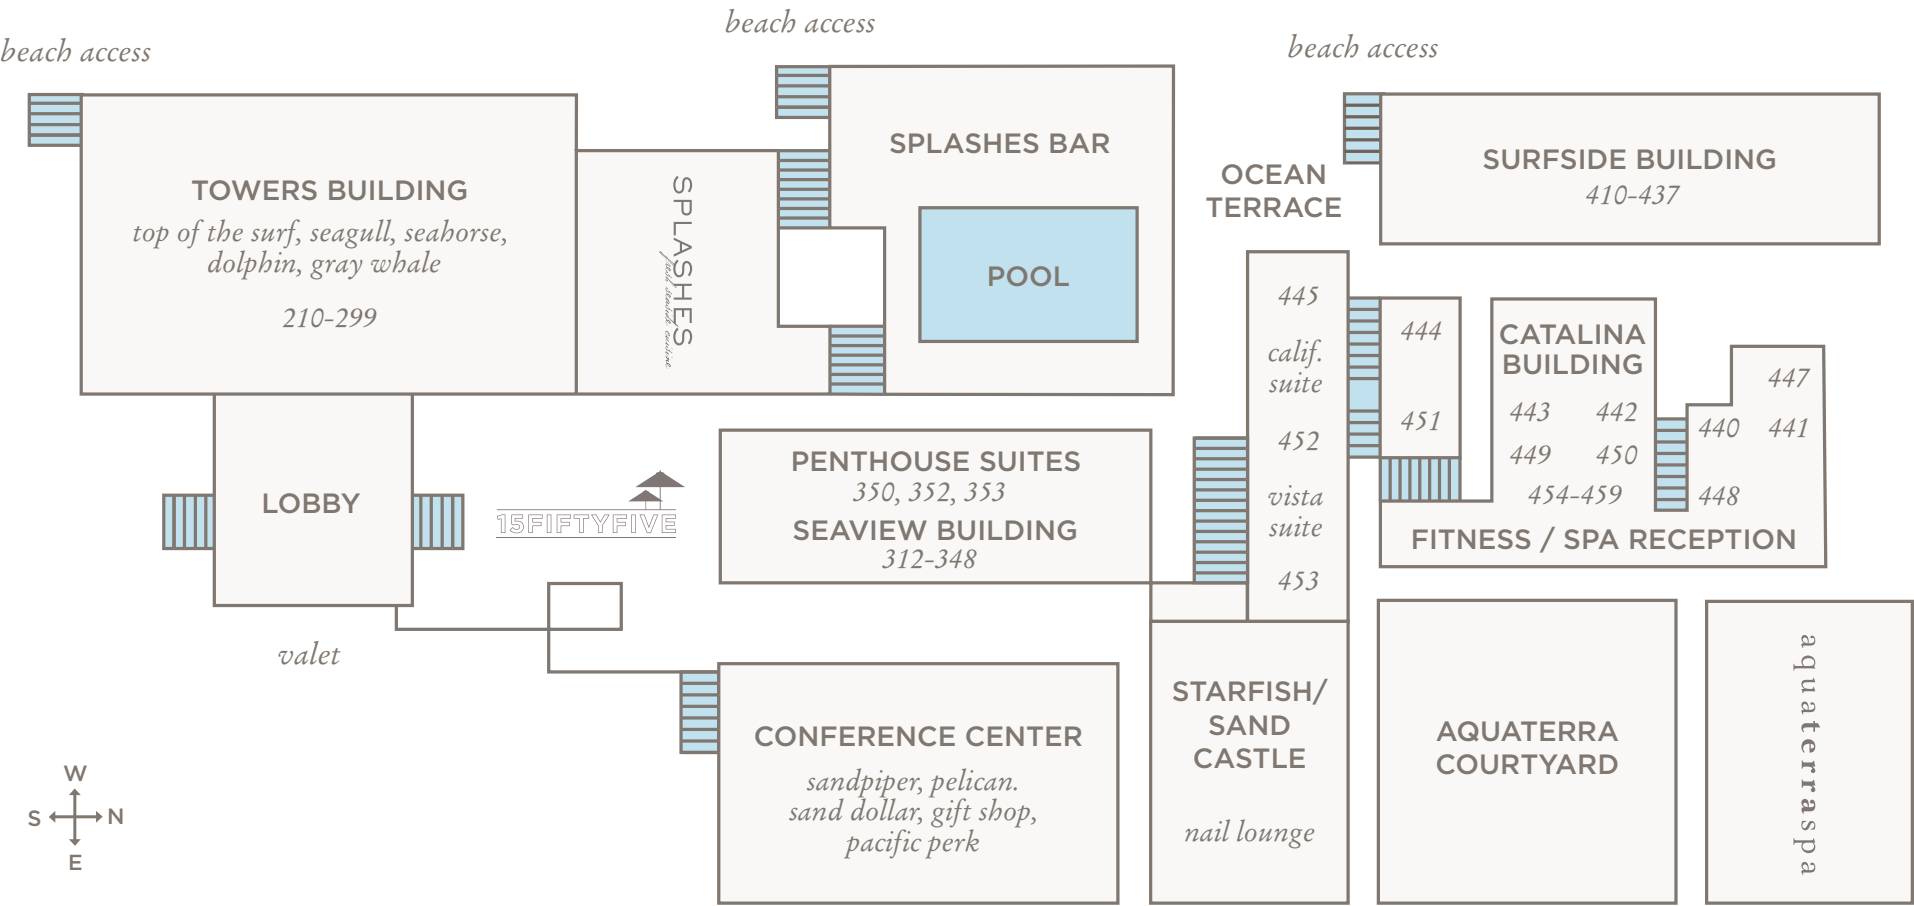 beach access
beach access
beach access
TOWERS BUILDING
top of the surf, seagull, seahorse,
dolphin, gray whale
210-299
SPLASHES
fresh seaside cuisine
SPLASHES BAR
POOL
OCEAN
TERRACE
SURFSIDE BUILDING
410-437
445
calif.
suite
452
vista
suite
453
444
451
CATALINA
BUILDING
443 442
449 450
454-459
447
440 441
448
FITNESS / SPA RECEPTION
LOBBY
15FIFTYFIVE
PENTHOUSE SUITES
350, 352, 353
SEAVIEW BUILDING
312-348
valet
CONFERENCE CENTER
sandpiper, pelican.
sand dollar, gift shop,
pacific perk
STARFISH/
SAND
CASTLE
nail lounge
AQUATERRA
COURTYARD
aquaterraspa
W
S N
E